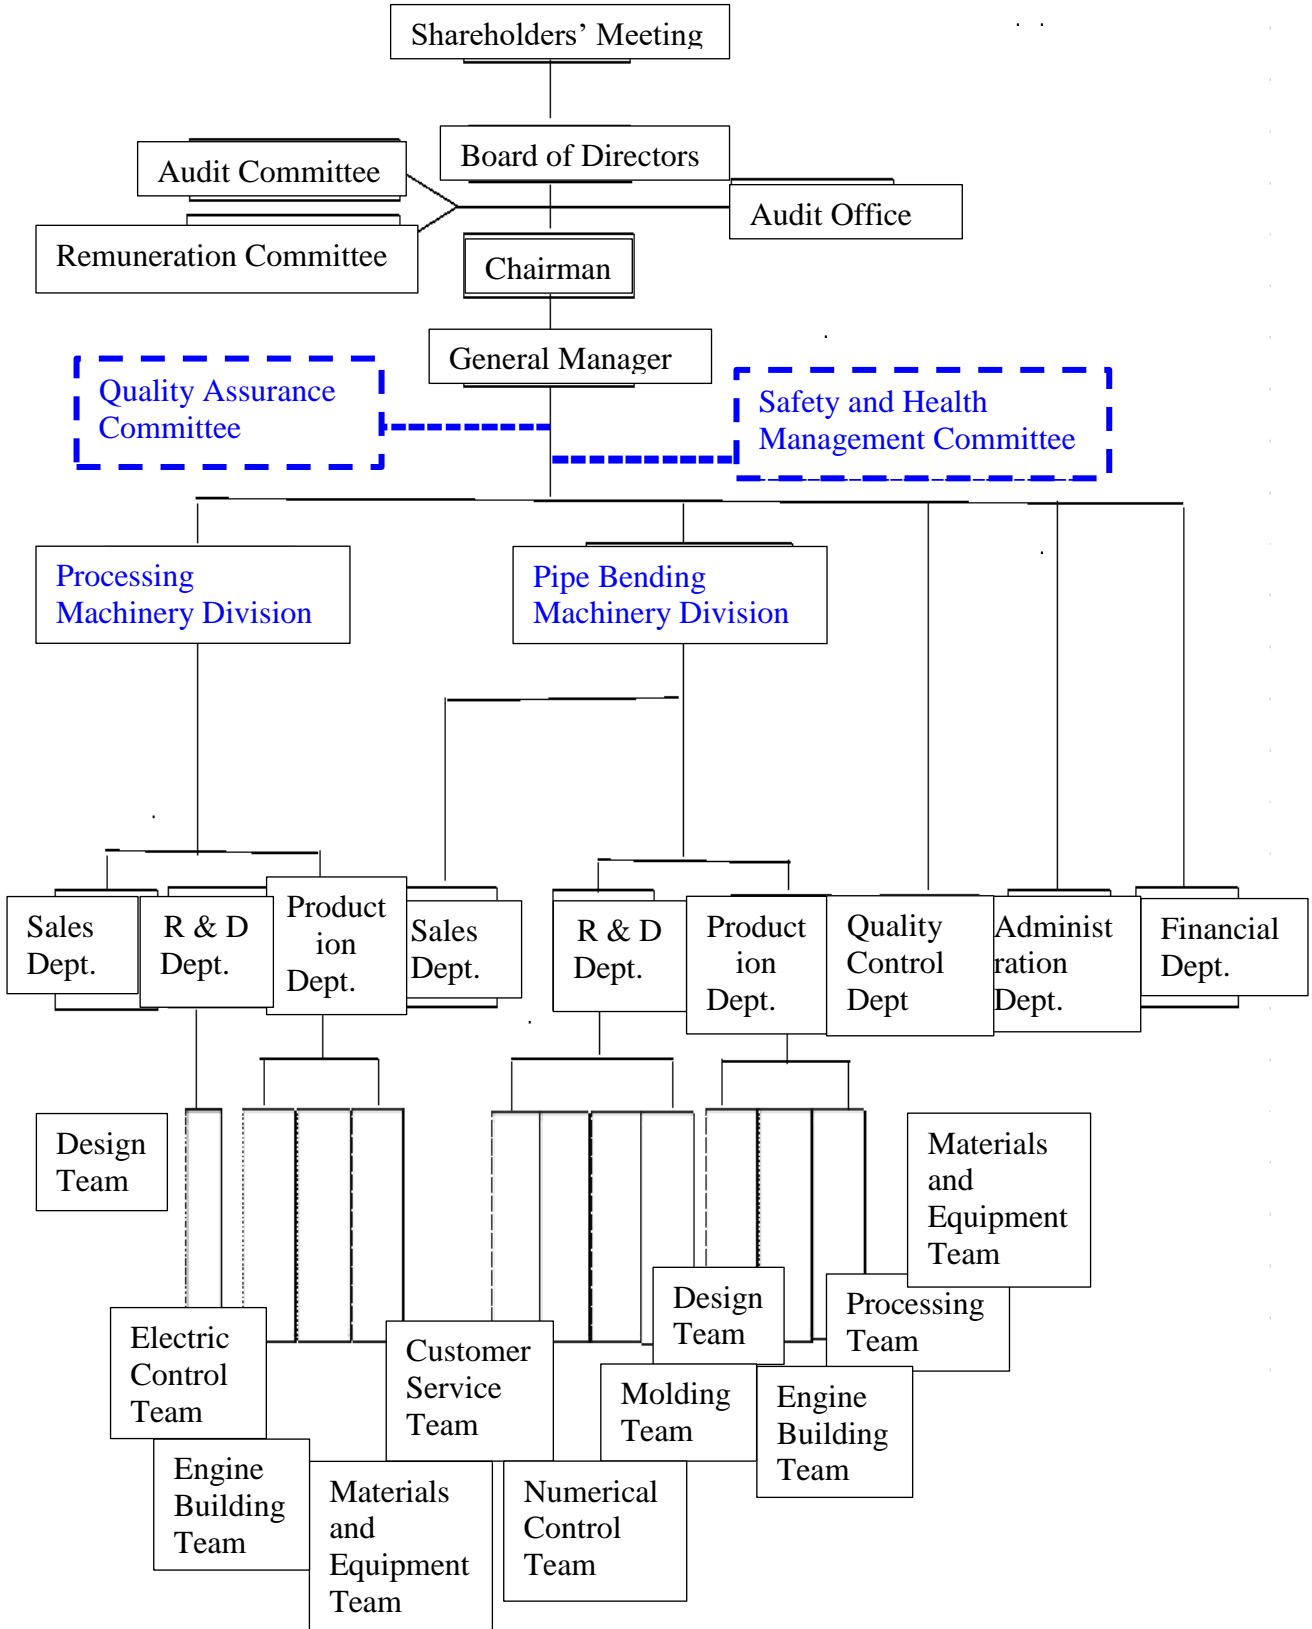 Shareholders’ Meeting
Board of Directors
Audit Committee
Audit Office
Remuneration Committee
Chairman
General Manager
Quality Assurance
Committee
Safety and Health
Management Committee
Processing
Machinery Division
Pipe Bending
Machinery Division
Sales
Dept.
R & D
Dept.
Product
ion
Dept.
Sales
Dept.
R & D
Dept.
Product
ion
Dept.
Quality
Control
Dept
Administ
ration
Dept.
Financial
Dept.
Design
Team
Materials
and
Equipment
Team
Design
Team
Processing
Team
Electric
Control
Team
Customer
Service
Team
Molding
Team
Engine
Building
Team
Engine
Building
Team
Materials
and
Equipment
Team
Numerical
Control
Team